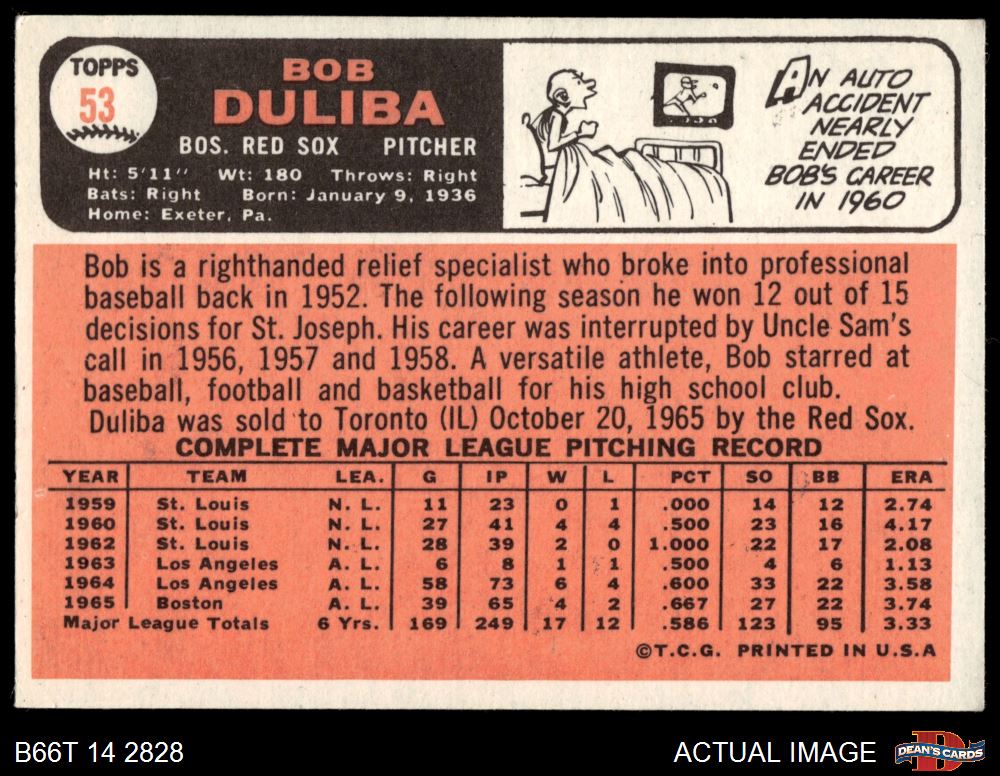 TOPPS
53
BOB
DULIBA
BOS. RED SOX PITCHER
Ht: 5'11" Wt: 180 Throws: Right
Bats: Right Born: January 9, 1936
Home: Exeter, Pa.
AN AUTO
ACCIDENT
NEARLY
ENDED
BOB'S CAREER
IN 1960
Bob is a righthanded relief specialist who broke into professional
baseball back in 1952. The following season he won 12 out of 15
decisions for St. Joseph. His career was interrupted by Uncle Sam's
call in 1956, 1957 and 1958. A versatile athlete, Bob starred at
baseball, football and basketball for his high school club.
Duliba was sold to Toronto (IL) October 20, 1965 by the Red Sox.
COMPLETE MAJOR LEAGUE PITCHING RECORD
YEAR TEAM LEA. G IP W L PCT SO BB ERA
1959 St. Louis N. L. 11 23 0 1 .000 14 12 2.74
1960 St. Louis N. L. 27 41 4 4 .500 23 16 4.17
1962 St. Louis N. L. 28 39 2 0 1.000 22 17 2.08
1963 Los Angeles A. L. 6 8 1 1 .500 4 6 1.13
1964 Los Angeles A. L. 58 73 6 4 .600 33 22 3.58
1965 Boston A. L. 39 65 4 2 .667 27 22 3.74
Major League Totals 6 Yrs. 169 249 17 12 .586 123 95 3.33
©T.C.G. PRINTED IN U.S.A
B66T 14 2828 ACTUAL IMAGE DEAN'S CARDS